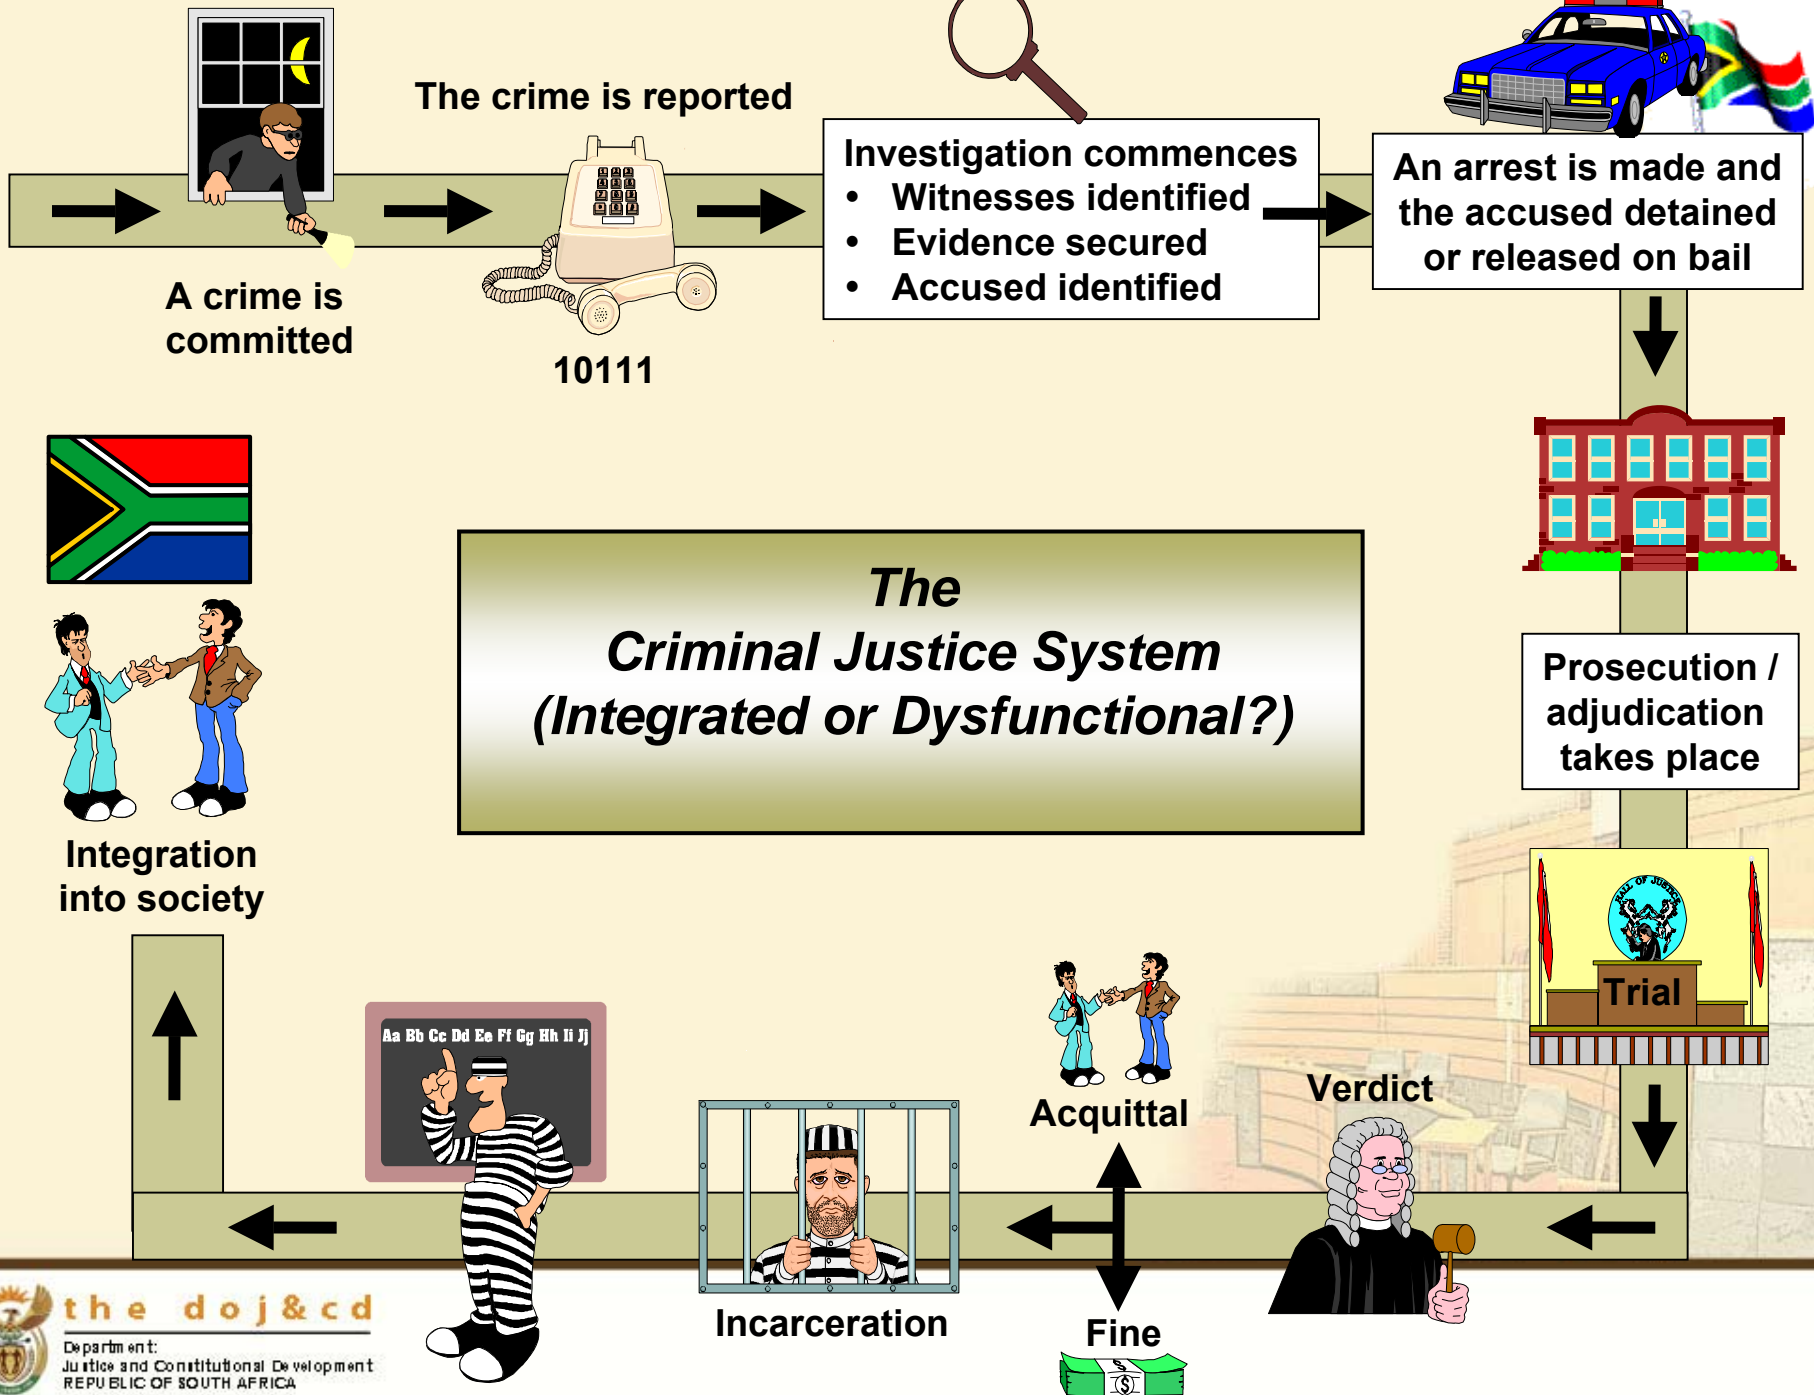 The crime is reported
A crime is
committed
10111
Investigation commences
• Witnesses identified
• Evidence secured
• Accused identified
An arrest is made and
the accused detained
or released on bail
The
Criminal Justice System
(Integrated or Dysfunctional?)
Prosecution /
adjudication
takes place
HALL OF JUSTICE
Trial
Verdict
Acquittal
Fine
$
Incarceration
Aa Bb Cc Dd Ee Ff Gg Hh Ii Jj
Integration
into society
the doj&cd
Department:
Justice and Constitutional Development
REPUBLIC OF SOUTH AFRICA